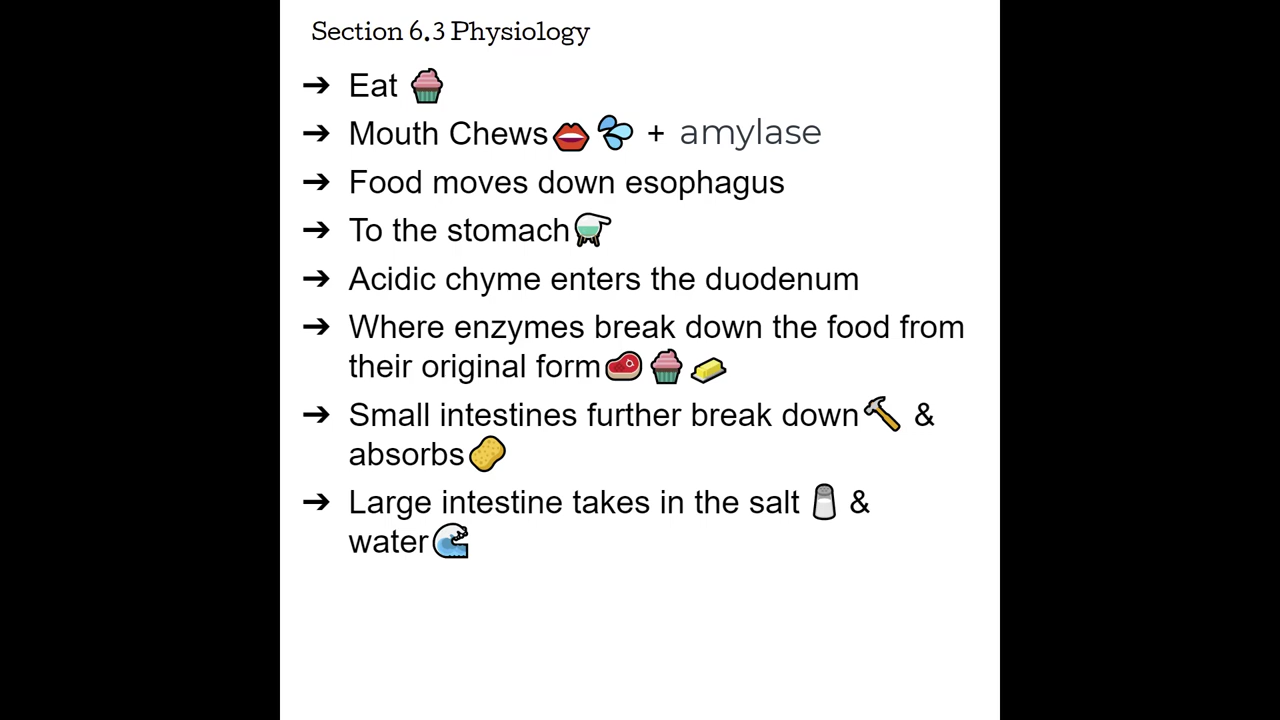 Section 6.3 Physiology
➔ Eat 🧁
➔ Mouth Chews👄💦 + amylase
➔ Food moves down esophagus
➔ To the stomach⚗️
➔ Acidic chyme enters the duodenum
➔ Where enzymes break down the food from
their original form🥩🧁🧈
➔ Small intestines further break down🔨 &
absorbs🧽
➔ Large intestine takes in the salt 🧂 &
water🌊